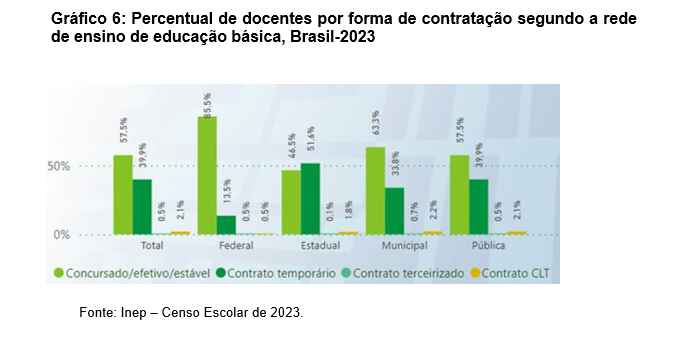 Gráfico 6: Percentual de docentes por forma de contratação segundo a rede
de ensino de educação básica, Brasil-2023
57.5% 39.9% 0.5% 2.1% 85.5% 13.5% 0.5% 0.5% 46.5% 51.6% 0.1% 1.8% 63.3% 33.8% 0.7% 2.2% 57.5% 39.9% 0.5% 2.1%
50%
0%
Total Federal Estadual Municipal Pública
Concursado/efetivo/estável Contrato temporário Contrato terceirizado Contrato CLT
Fonte: Inep – Censo Escolar de 2023.